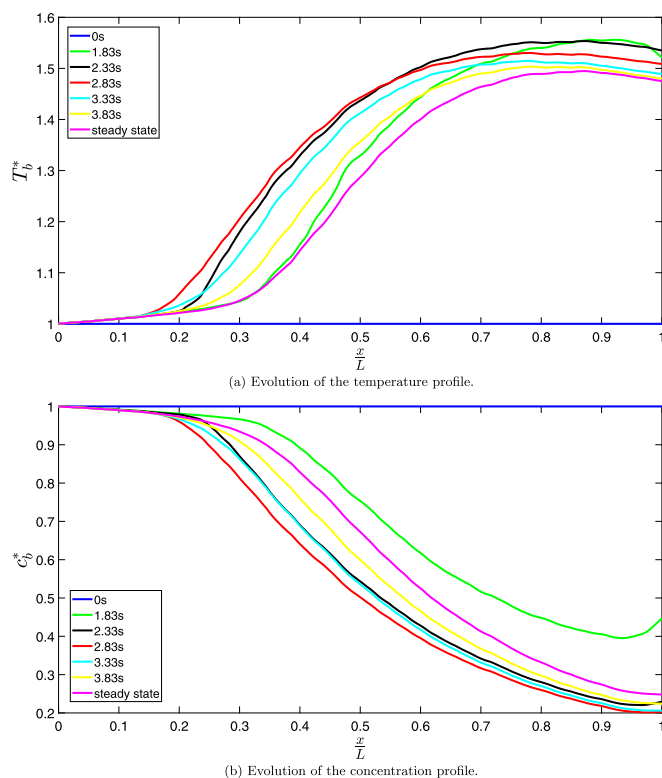 1.6
1.5
1.4
1.3
1.2
1.1
1
T_b^*
0s
1.83s
2.33s
2.83s
3.33s
3.83s
steady state
0 0.1 0.2 0.3 0.4 0.5 0.6 0.7 0.8 0.9 1
x/L
(a) Evolution of the temperature profile.
1
0.9
0.8
0.7
0.6
0.5
0.4
0.3
0.2
c_b^*
0s
1.83s
2.33s
2.83s
3.33s
3.83s
steady state
0 0.1 0.2 0.3 0.4 0.5 0.6 0.7 0.8 0.9 1
x/L
(b) Evolution of the concentration profile.